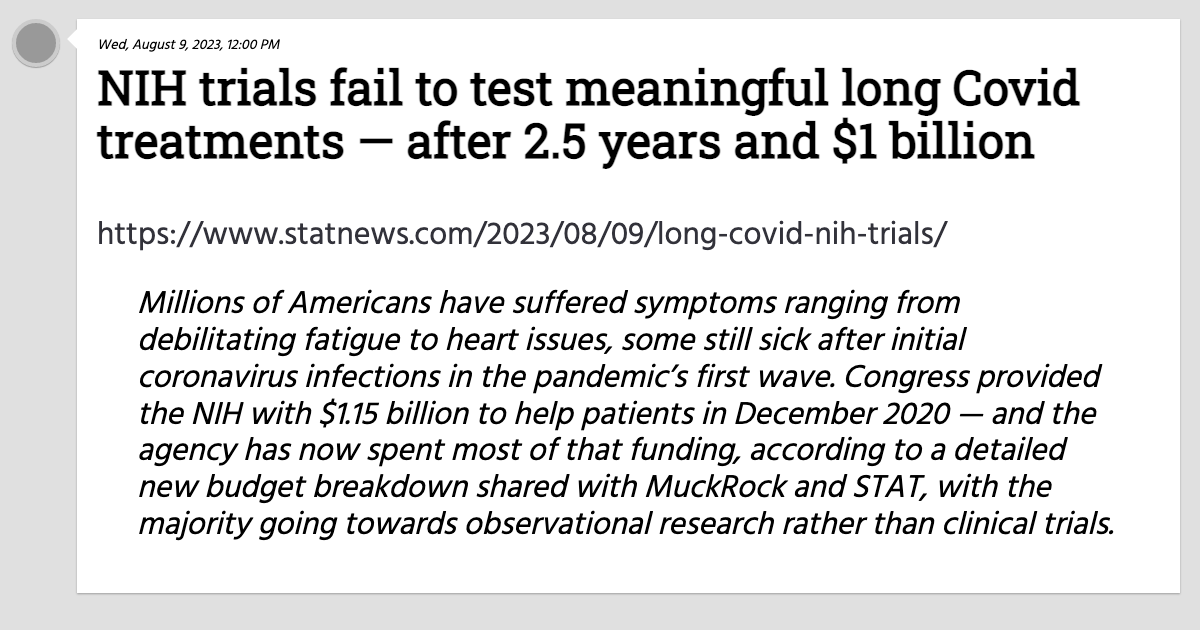 Wed, August 9, 2023, 12:00 PM
NIH trials fail to test meaningful long Covid
treatments — after 2.5 years and $1 billion
https://www.statnews.com/2023/08/09/long-covid-nih-trials/
Millions of Americans have suffered symptoms ranging from
debilitating fatigue to heart issues, some still sick after initial
coronavirus infections in the pandemic’s first wave. Congress provided
the NIH with $1.15 billion to help patients in December 2020 — and the
agency has now spent most of that funding, according to a detailed
new budget breakdown shared with MuckRock and STAT, with the
majority going towards observational research rather than clinical trials.